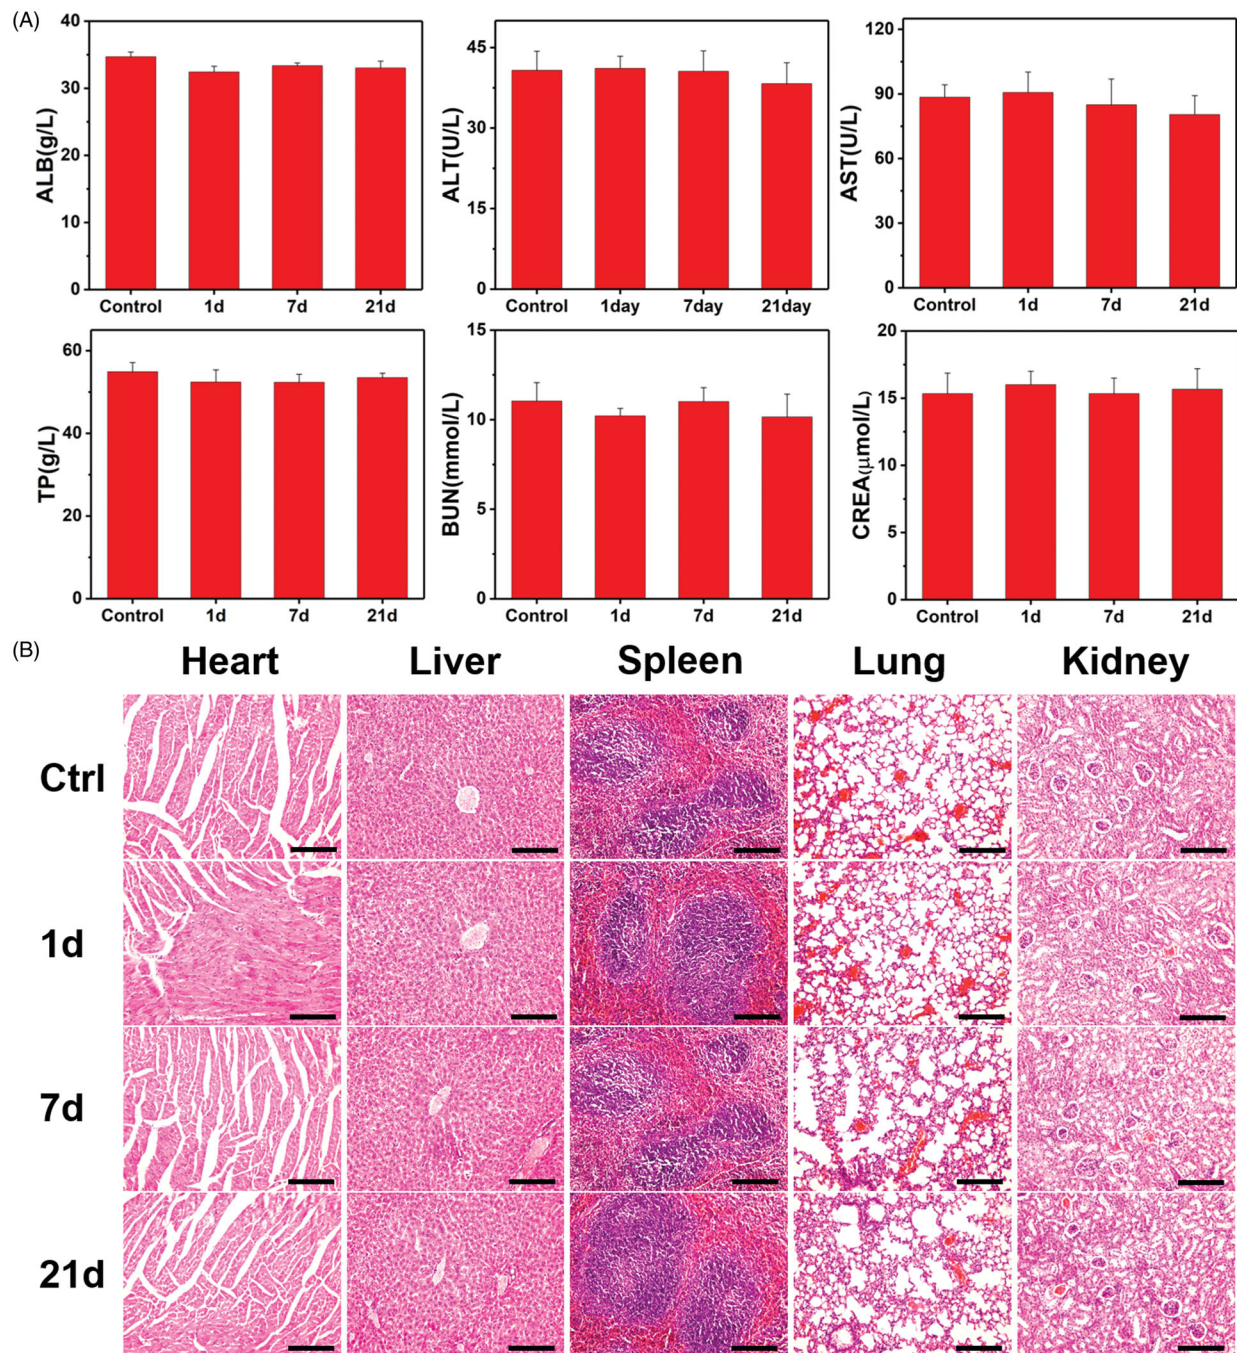 (A)
ALB(g/L)
40
30
20
10
0
Control 1d 7d 21d
ALT(U/L)
45
30
15
0
Control 1day 7day 21day
AST(U/L)
120
90
60
30
0
Control 1d 7d 21d
TP(g/L)
60
40
20
0
Control 1d 7d 21d
BUN(mmol/L)
15
10
5
0
Control 1d 7d 21d
CREA(μmol/L)
20
15
10
5
0
Control 1d 7d 21d
(B)
Heart Liver Spleen Lung Kidney
Ctrl
1d
7d
21d